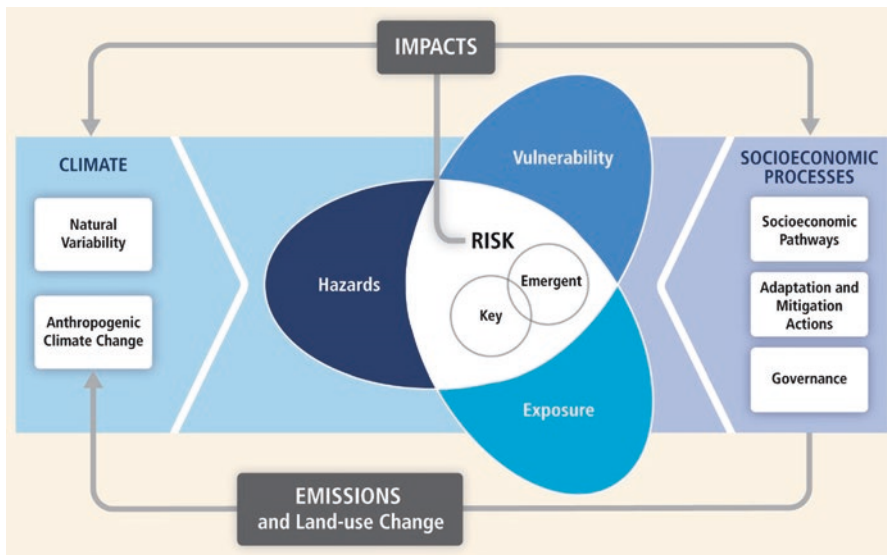 IMPACTS
CLIMATE
Natural
Variability
Anthropogenic
Climate Change
Vulnerability
Hazards
RISK
Emergent
Key
Exposure
SOCIOECONOMIC
PROCESSES
Socioeconomic
Pathways
Adaptation and
Mitigation
Actions
Governance
EMISSIONS
and Land-use Change